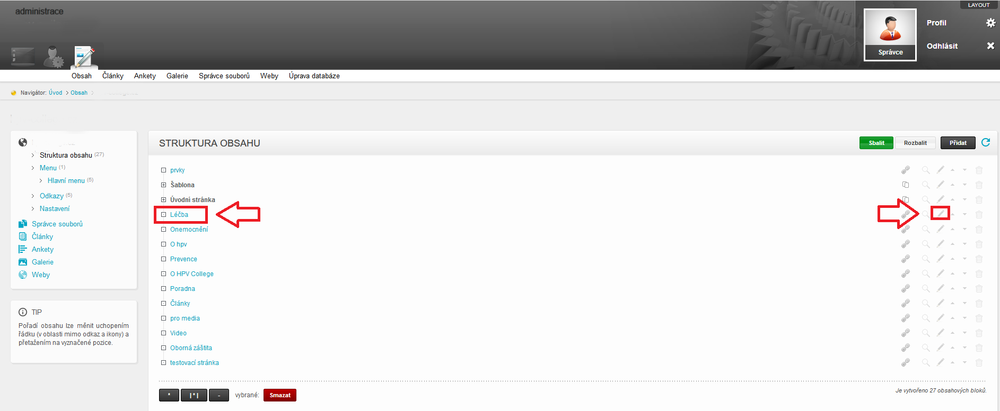 administrace
LAYOUT
Profil
Odhlásit
Správce
Obsah Články Ankety Galerie Správce souborů Weby Úprava databáze
Navigátor: Úvod > Obsah >
Struktura obsahu (27)
Menu (1)
Hlavní menu (5)
Odkazy (5)
Nastavení
Správce souborů
Články
Ankety
Galerie
Weby
TIP
Pořadí obsahu lze měnit uchopením
řádku (v oblasti mimo odkaz a ikony) a
přetažením na vyznačené pozice.
STRUKTURA OBSAHU
Sbalit Rozbalit Přidat
prvky
Šablona
Úvodní stránka
Léčba
Onemocnění
O hpv
Prevence
O HPV College
Poradna
Články
pro media
Video
Oborná záštita
testovací stránka
* |*| - vybrané: Smazat
Je vytvořeno 27 obsahových bloků.